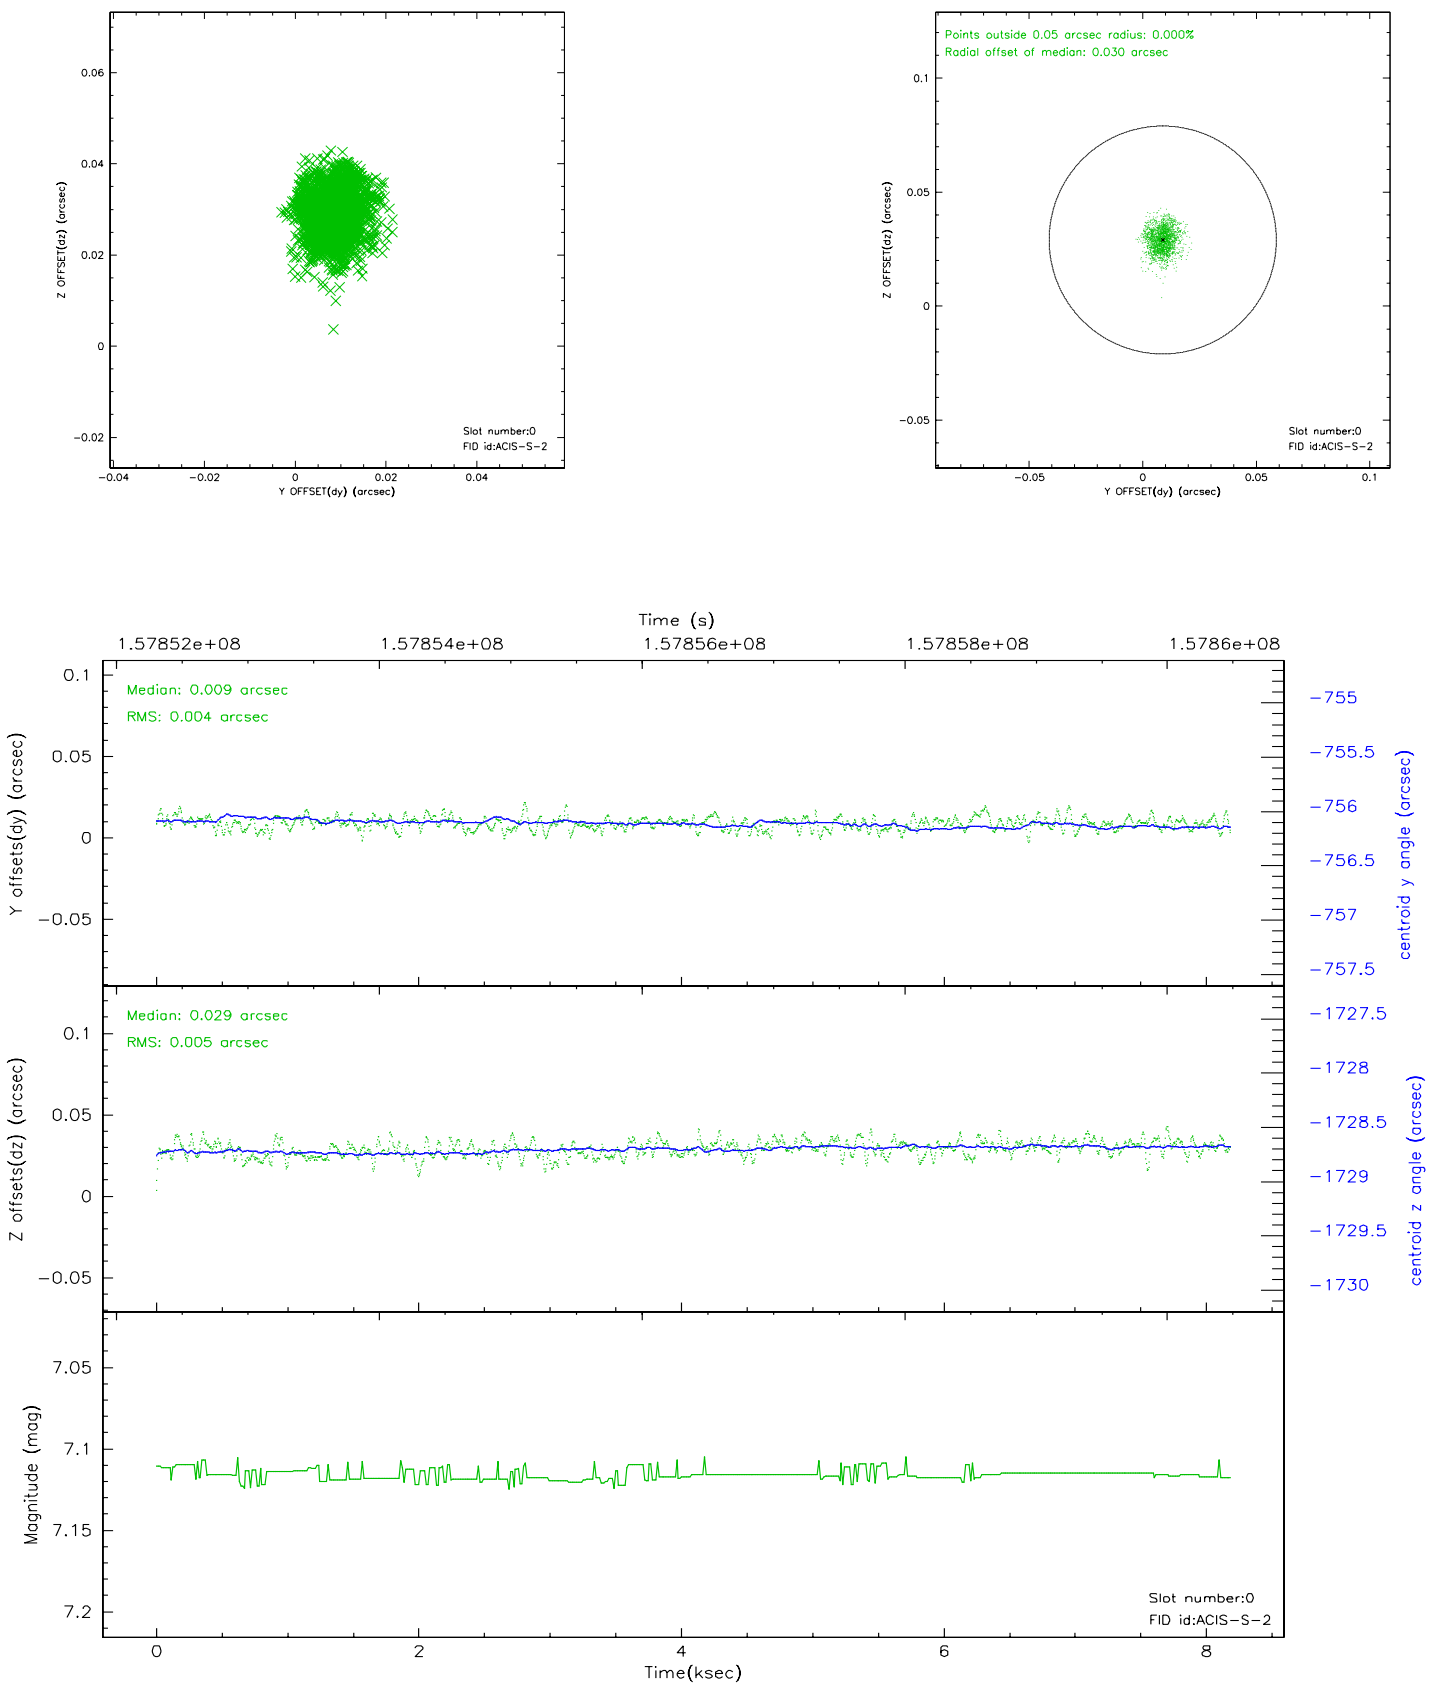 0.06
0.04
0.02
0
-0.02
-0.04
-0.02
0
0.02
0.04
Z OFFSET(dz) (arcsec)
Y OFFSET(dy) (arcsec)
Slot number:0
FID id:ACIS-S-2
Points outside 0.05 arcsec radius: 0.000%
Radial offset of median: 0.030 arcsec
0.1
0.05
0
-0.05
-0.05
0
0.05
0.1
Z OFFSET(dz) (arcsec)
Y OFFSET(dy) (arcsec)
Slot number:0
FID id:ACIS-S-2
Time (s)
1.57852e+08
1.57854e+08
1.57856e+08
1.57858e+08
1.5786e+08
Median: 0.009 arcsec
RMS: 0.004 arcsec
0.1
0.05
0
-0.05
Y offsets(dy) (arcsec)
-755
-755.5
-756
-756.5
-757
-757.5
centroid y angle (arcsec)
Median: 0.029 arcsec
RMS: 0.005 arcsec
0.1
0.05
0
-0.05
Z offsets(dz) (arcsec)
-1727.5
-1728
-1728.5
-1729
-1729.5
-1730
centroid z angle (arcsec)
7.05
7.1
7.15
7.2
Magnitude (mag)
Slot number:0
FID id:ACIS-S-2
0
2
4
6
8
Time(ksec)